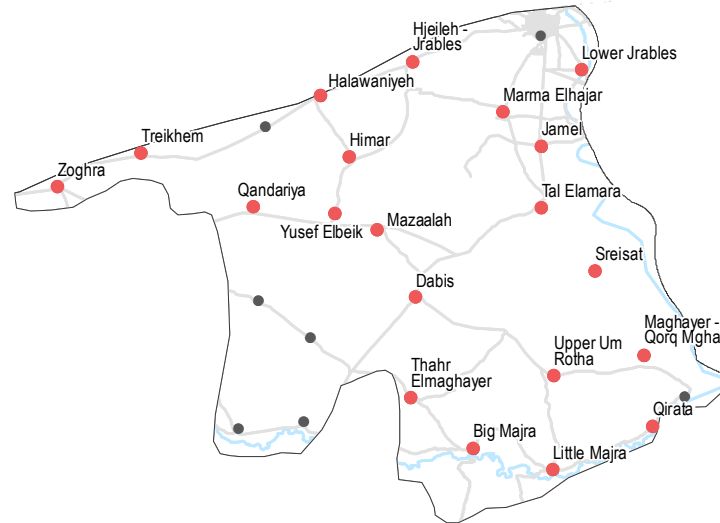 Hjeileh -
Jrables
Lower Jrables
Halawaniyeh
Marma Elhajar
Treikhem
Himar
Jamel
Zoghra
Qandariya
Tal Elamara
Mazaalah
Yusef Elbeik
Sreisat
Dabis
Maghayer -
Qorq Mgha
Upper Um
Rotha
Thahr
Elmaghayer
Qirata
Big Majra
Little Majra